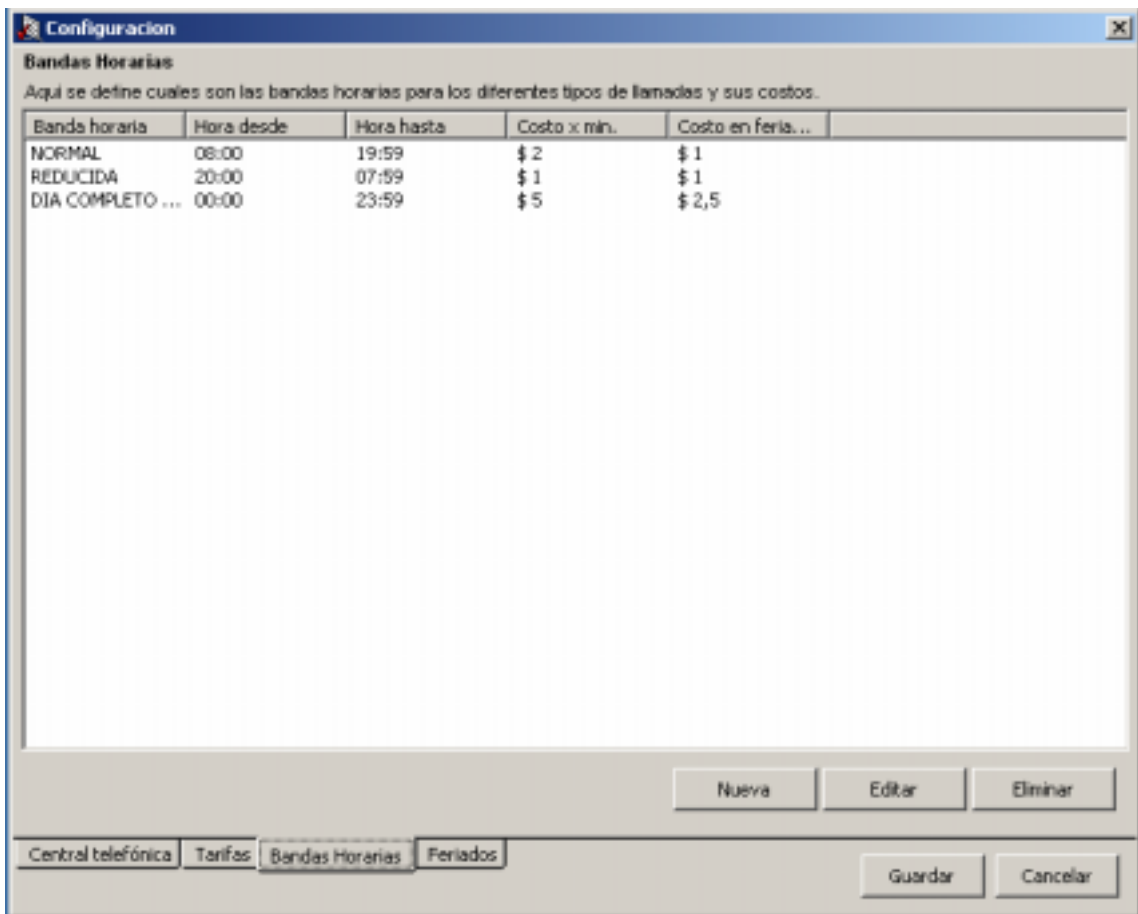 Configuracion
Bandas Horarias
Aqui se define cuales son las bandas horarias para los diferentes tipos de llamadas y sus costos.
Banda horaria Hora desde Hora hasta Costo x min. Costo en feria...
NORMAL 08:00 19:59 $ 2 $ 1
REDUCIDA 20:00 07:59 $ 1 $ 1
DIA COMPLETO ... 00:00 23:59 $ 5 $ 2,5
Nueva Editar Eliminar
Central telefónica Tarifas Bandas Horarias Feriados
Guardar Cancelar